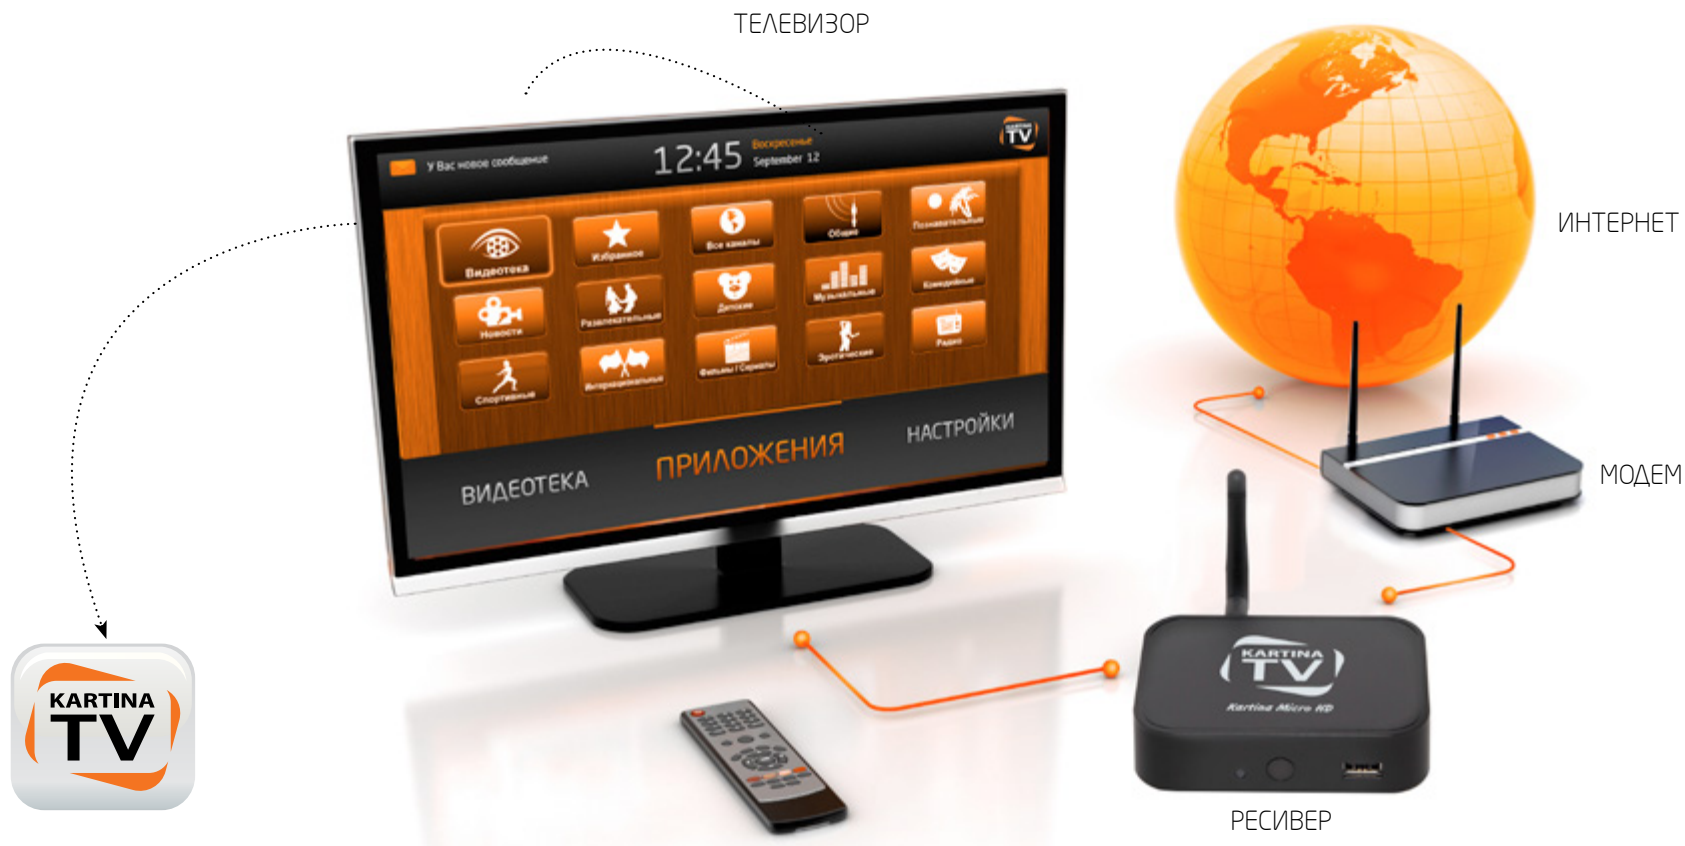 ТЕЛЕВИЗОР
У Вас новое сообщение
12:45
Воскресенье
September 12
KARTINA
TV
Видеотека
Избранное
Все каналы
Общие
Познавательные
Новости
Развлекательные
Детские
Музыкальные
Комедийные
Спортивные
Интернациональные
Фильмы / Сериалы
Эротические
Радио
ВИДЕОТЕКА
ПРИЛОЖЕНИЯ
НАСТРОЙКИ
ИНТЕРНЕТ
МОДЕМ
KARTINA
TV
Kartina Micro HD
РЕСИВЕР
KARTINA
TV